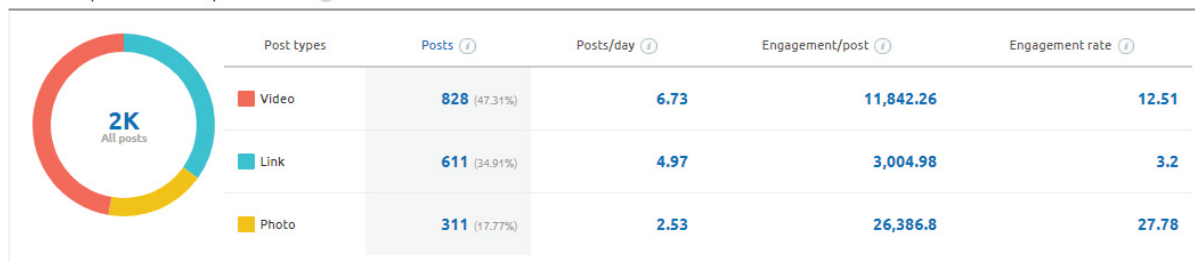 Post types Posts Posts/day Engagement/post Engagement rate
2K
All posts
Video 828 (47.31%) 6.73 11,842.26 12.51
Link 611 (34.91%) 4.97 3,004.98 3.2
Photo 311 (17.77%) 2.53 26,386.8 27.78